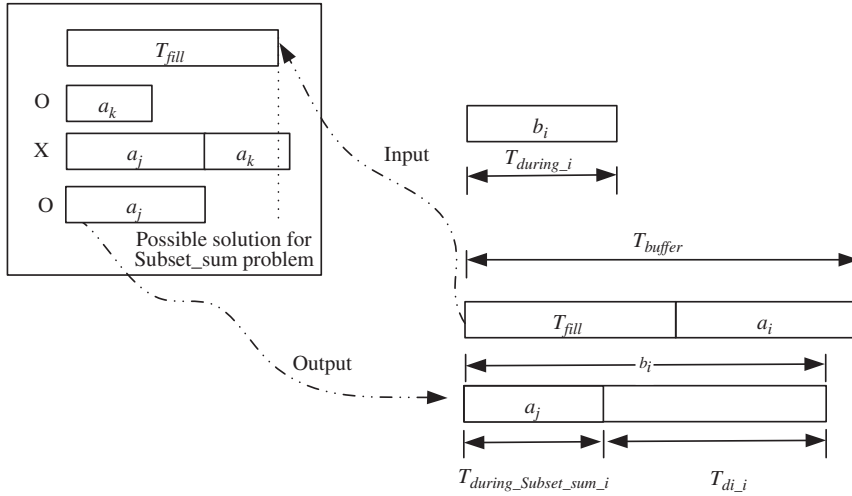 T_fill
O a_k
X a_j a_k
O a_j
Possible solution for
Subset_sum problem
Input
Output
b_i
T_during_i
T_buffer
T_fill a_i
b_i
a_j
T_during_Subset_sum_i T_di_i